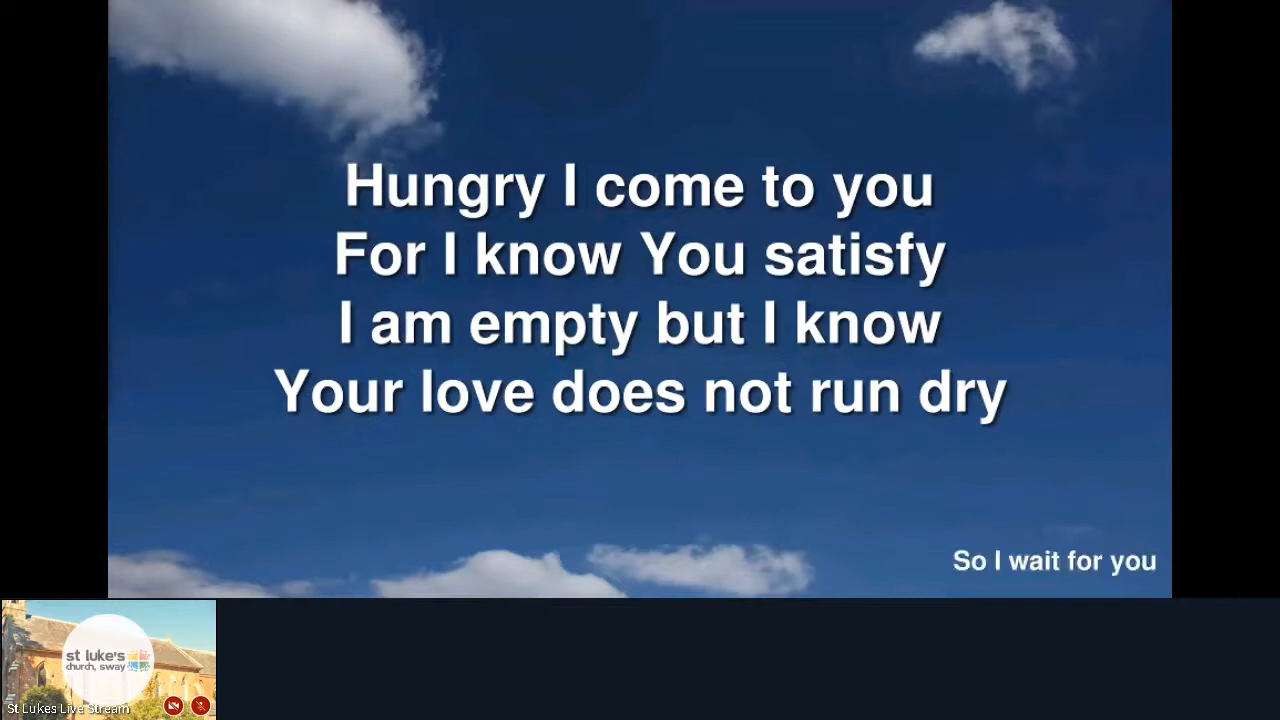 Hungry I come to you
For I know You satisfy
I am empty but I know
Your love does not run dry
So I wait for you
st luke's
church, sway
St Lukes Live Stream